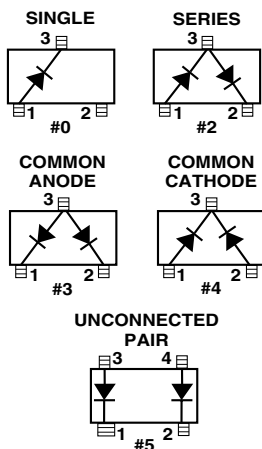 SINGLE
3
1 2
#0
SERIES
3
1 2
#2
COMMON
ANODE
3
1 2
#3
COMMON
CATHODE
3
1 2
#4
UNCONNECTED
PAIR
3 4
1 2
#5